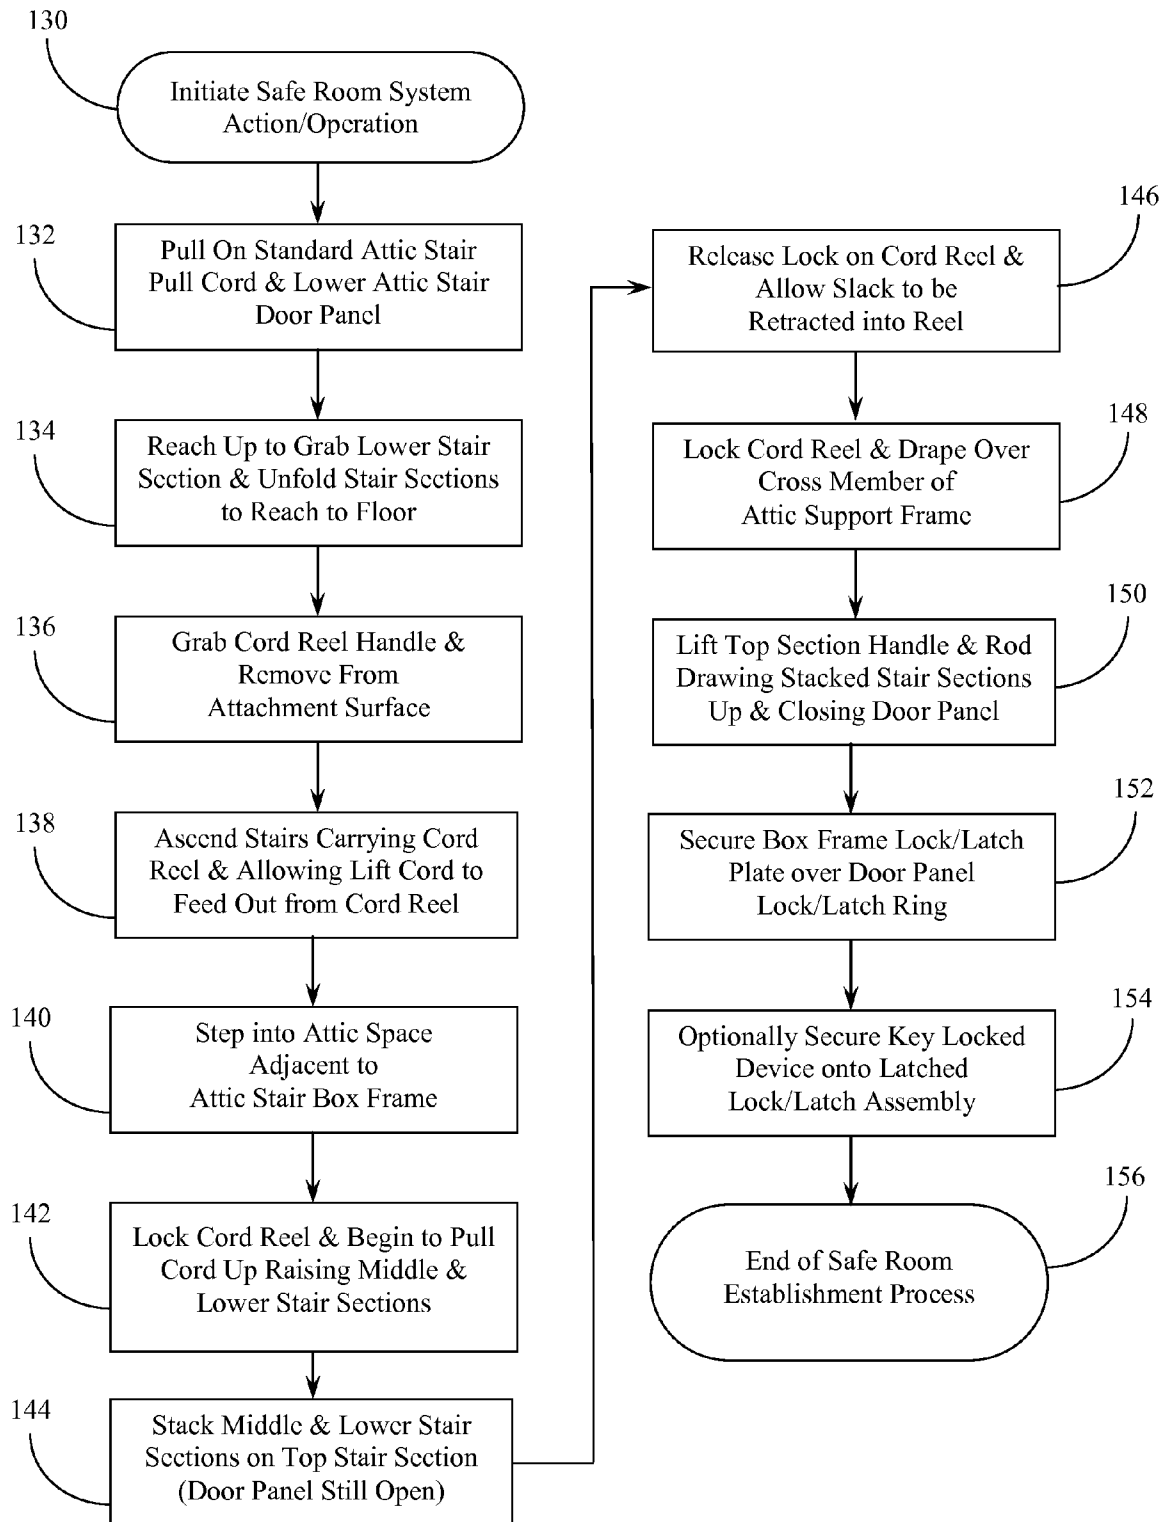 130
Initiate Safe Room System
Action/Operation
132
Pull On Standard Attic Stair
Pull Cord & Lower Attic Stair
Door Panel
134
Reach Up to Grab Lower Stair
Section & Unfold Stair Sections
to Reach to Floor
136
Grab Cord Reel Handle &
Remove From
Attachment Surface
138
Ascend Stairs Carrying Cord
Reel & Allowing Lift Cord to
Feed Out from Cord Reel
140
Step into Attic Space
Adjacent to
Attic Stair Box Frame
142
Lock Cord Reel & Begin to Pull
Cord Up Raising Middle &
Lower Stair Sections
144
Stack Middle & Lower Stair
Sections on Top Stair Section
(Door Panel Still Open)
146
Release Lock on Cord Reel &
Allow Slack to be
Retracted into Reel
148
Lock Cord Reel & Drape Over
Cross Member of
Attic Support Frame
150
Lift Top Section Handle & Rod
Drawing Stacked Stair Sections
Up & Closing Door Panel
152
Secure Box Frame Lock/Latch
Plate over Door Panel
Lock/Latch Ring
154
Optionally Secure Key Locked
Device onto Latched
Lock/Latch Assembly
156
End of Safe Room
Establishment Process